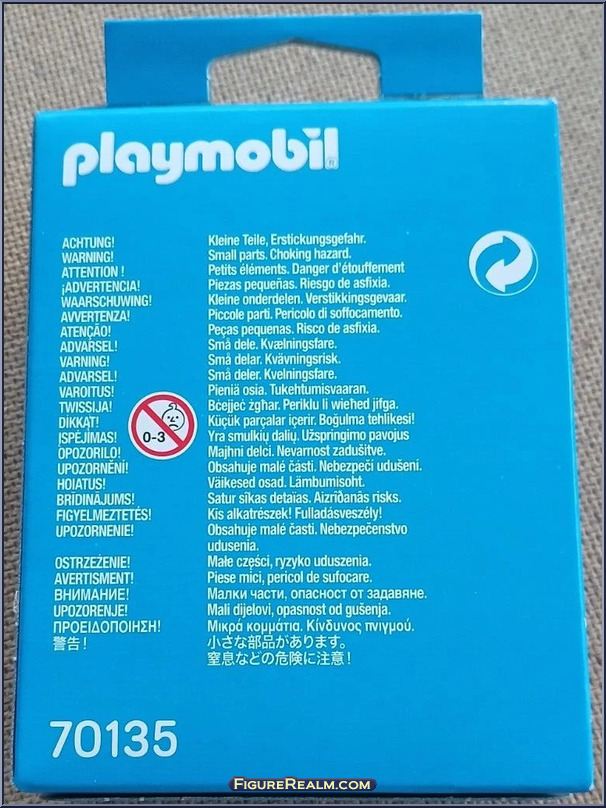 playmobil®
ACHTUNG! Kleine Teile, Erstickungsgefahr.
WARNING! Small parts. Choking hazard.
ATTENTION ! Petits éléments. Danger d'étouffement
¡ADVERTENCIA! Piezas pequeñas. Riesgo de asfixia.
WAARSCHUWING! Kleine onderdelen. Verstikkingsgevaar.
AVVERTENZA! Piccole parti. Pericolo di soffocamento.
ATENÇÃO! Peças pequenas. Risco de asfixia.
ADVARSEL! Små dele. Kvælningsfare.
VARNING! Små delar. Kvävningsrisk.
ADVARSEL! Små deler. Kvelningsfare.
VAROITUS! Pieniä osia. Tukehtumisvaaran.
TWISSIJA! Bċejjeċ żgħar. Periklu li wieħed jifga.
DİKKAT! Küçük parçalar içerir. Boğulma tehlikesi!
ĮSPĖJIMAS! Yra smulkių dalių. Užspringimo pavojus
OPOZORILO! Majhni delci. Nevarnost zadušitve.
UPOZORNĚNÍ! Obsahuje malé části. Nebezpečí udušení.
HOIATUS! Väikesed osad. Lämbumisoht.
BRĪDINĀJUMS! Satur sīkas detaļas. Aizrīšanās risks.
FIGYELMEZTETÉS! Kis alkatrészek! Fulladásveszély!
UPOZORNENIE! Obsahuje malé časti. Nebezpečenstvo
udusenia.
OSTRZEŻENIE! Małe części, ryzyko uduszenia.
AVERTISMENT! Piese mici, pericol de sufocare.
ВНИМАНИЕ! Малки части, опасност от задавяне.
UPOZORENJE! Mali dijelovi, opasnost od gušenja.
ΠΡΟΕΙΔΟΠΟΙΗΣΗ! Μικρά κομμάτια. Κίνδυνος πνιγμού.
警告! 小さな部品があります。
窒息などの危険に注意!
0-3
70135
FIGUREREALM.COM